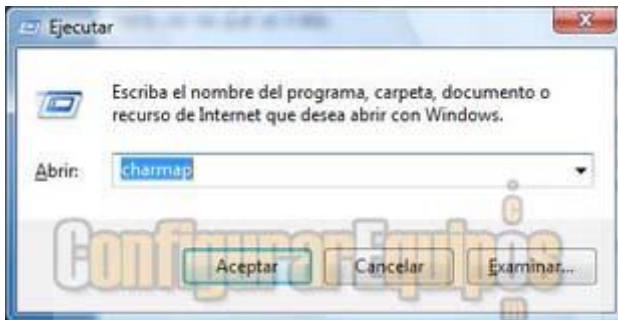 Ejecutar
Escriba el nombre del programa, carpeta, documento o
recurso de Internet que desea abrir con Windows.
Abrir:
charmap
ConfigurarEquipos
Aceptar
Cancelar
Examinar...